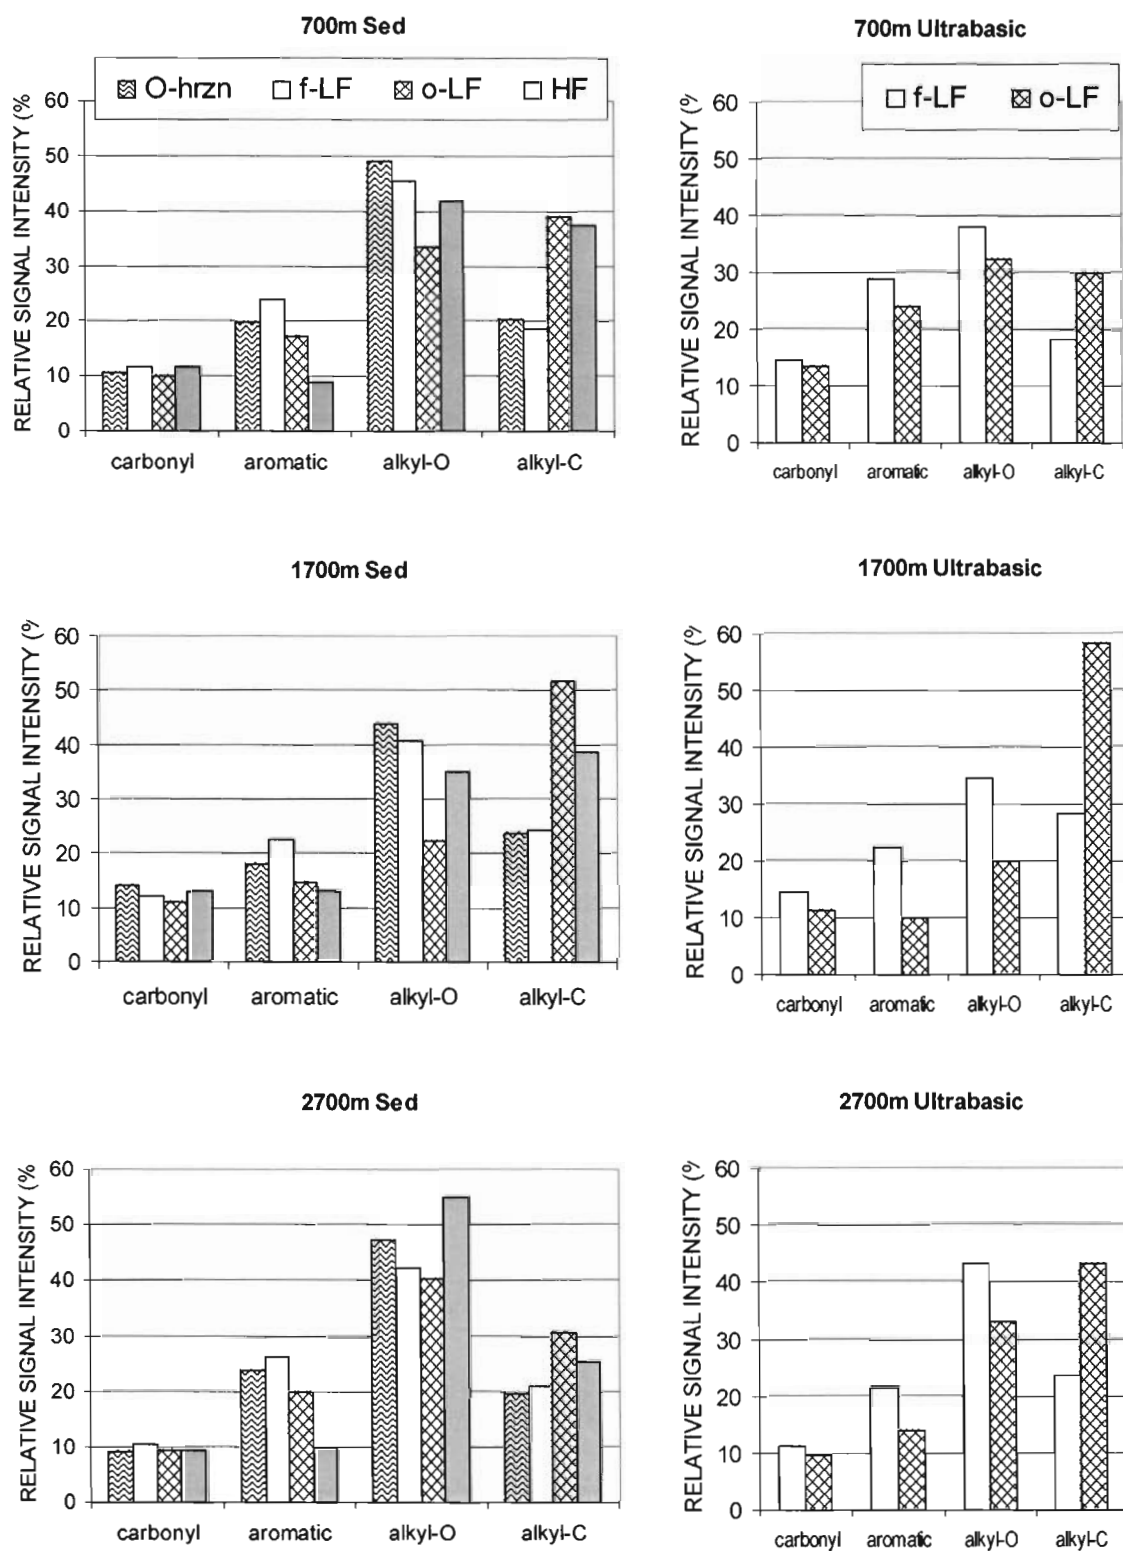 700m Sed
O-hrzn f-LF o-LF HF
RELATIVE SIGNAL INTENSITY (%
60
50
40
30
20
10
0
carbonyl aromatic alkyl-O alkyl-C
700m Ultrabasic
f-LF o-LF
RELATIVE SIGNAL INTENSITY (%
60
50
40
30
20
10
0
carbonyl aromatic alkyl-O alkyl-C
1700m Sed
RELATIVE SIGNAL INTENSITY (%
60
50
40
30
20
10
0
carbonyl aromatic alkyl-O alkyl-C
1700m Ultrabasic
RELATIVE SIGNAL INTENSITY (%
60
50
40
30
20
10
0
carbonyl aromatic alkyl-O alkyl-C
2700m Sed
RELATIVE SIGNAL INTENSITY (%
60
50
40
30
20
10
0
carbonyl aromatic alkyl-O alkyl-C
2700m Ultrabasic
RELATIVE SIGNAL INTENSITY (%
60
50
40
30
20
10
0
carbonyl aromatic alkyl-O alkyl-C